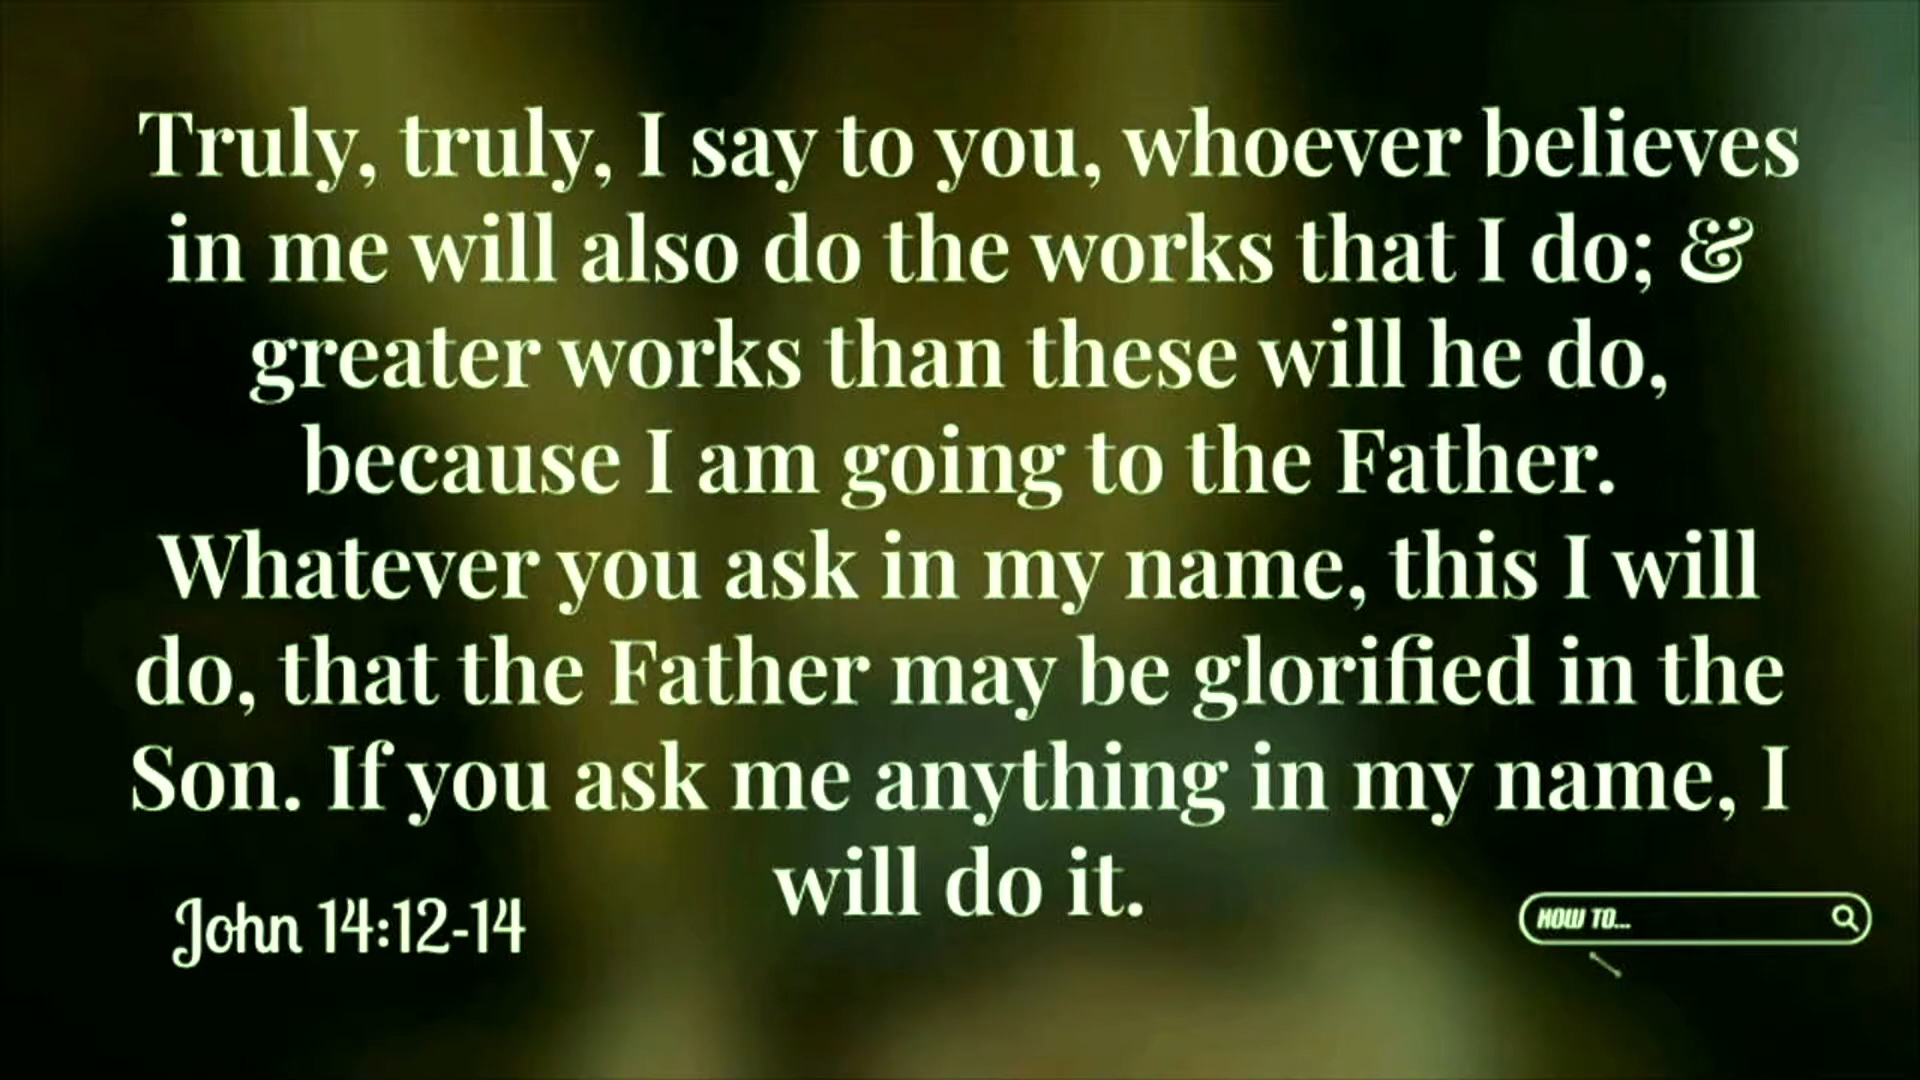 Truly, truly, I say to you, whoever believes
in me will also do the works that I do; &
greater works than these will he do,
because I am going to the Father.
Whatever you ask in my name, this I will
do, that the Father may be glorified in the
Son. If you ask me anything in my name, I
will do it.
John 14:12-14
HOW TO...